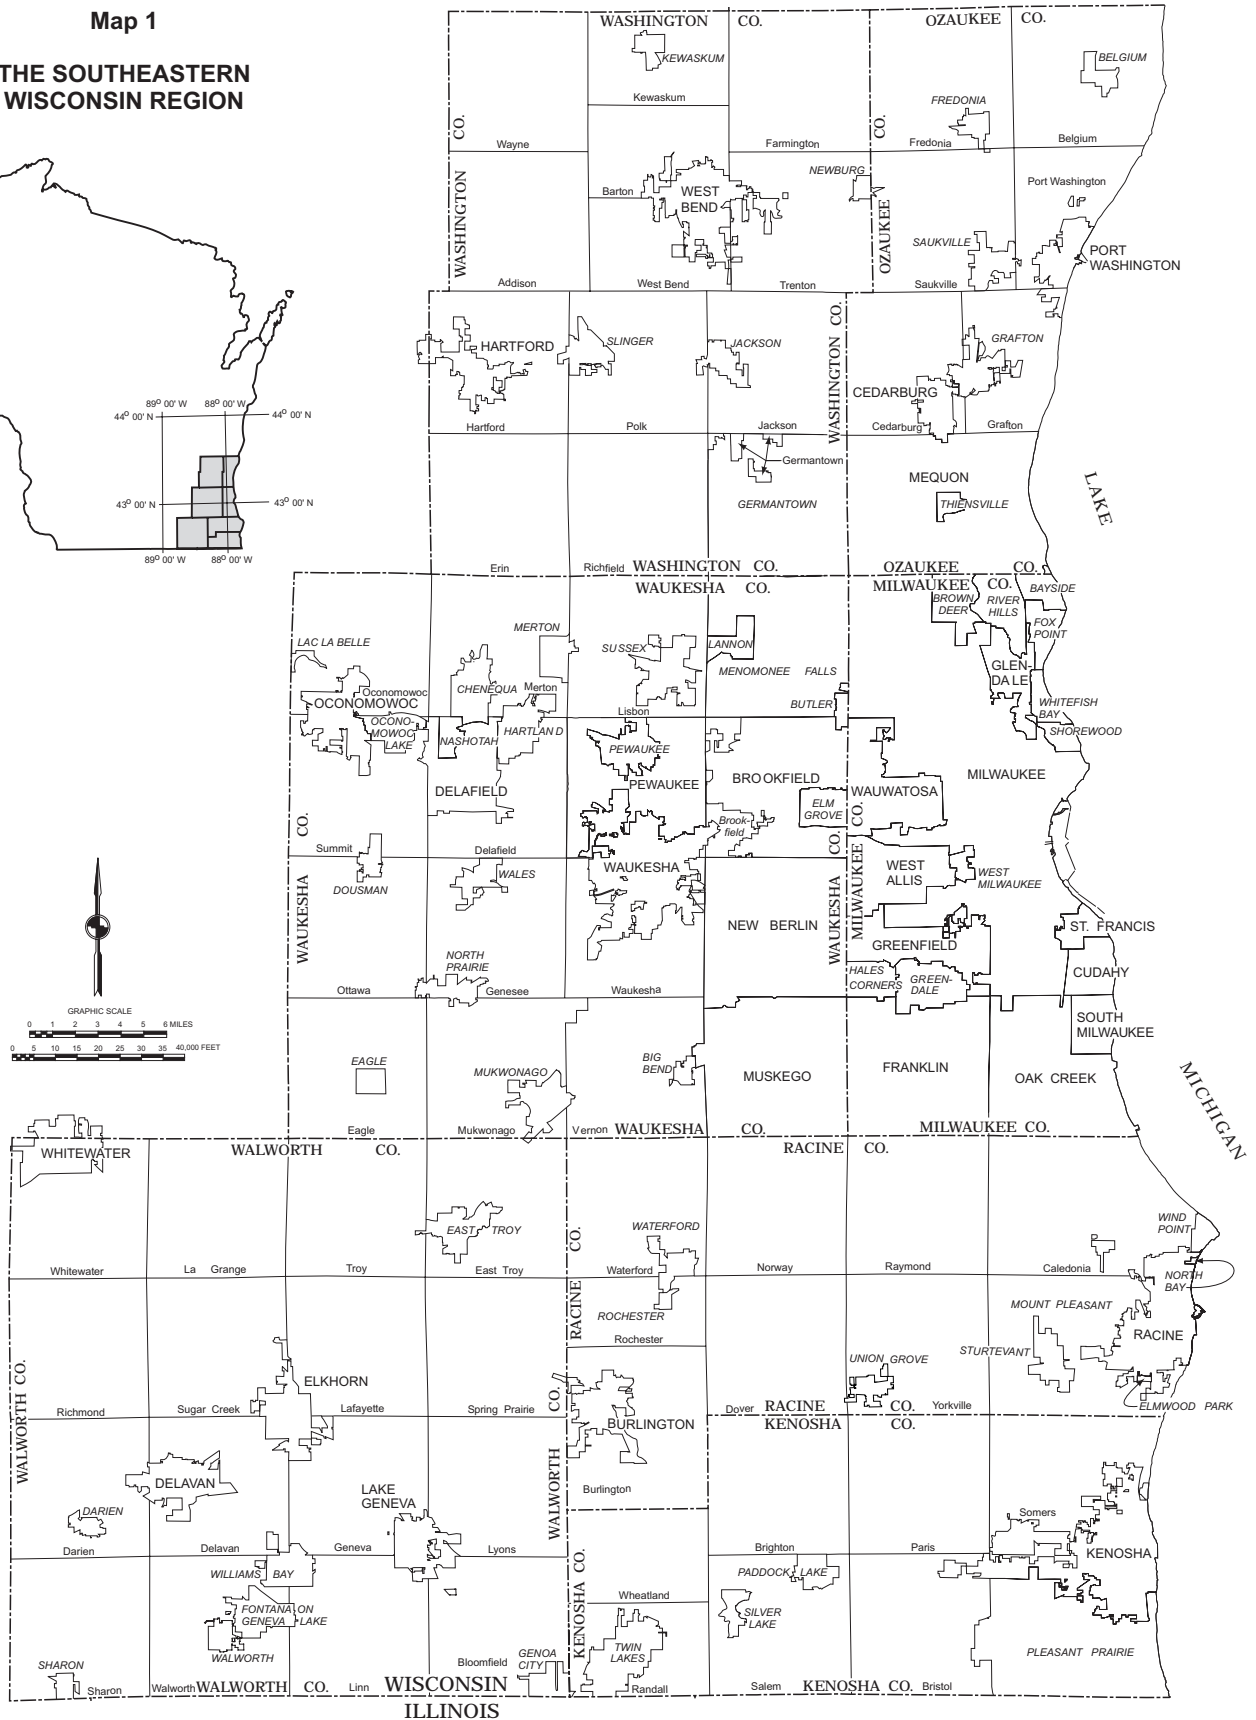 Map 1
THE SOUTHEASTERN
WISCONSIN REGION
WASHINGTON CO.
OZAUKEE CO.
KEWASKUM
BELGIUM
Kewaskum
FREDONIA
WASHINGTON CO.
OZAUKEE CO.
Wayne
Farmington
Fredonia
Belgium
NEWBURG
Port Washington
Barton
WEST
BEND
SAUKVILLE
PORT
WASHINGTON
Addison
West Bend
Trenton
Saukville
HARTFORD
SLINGER
JACKSON
WASHINGTON CO.
GRAFTON
CEDARBURG
Hartford
Polk
Jackson
Cedarburg
Grafton
Germantown
GERMANTOWN
MEQUON
THIENSVILLE
LAKE
89° 00' W
88° 00' W
44° 00' N
44° 00' N
43° 00' N
43° 00' N
89° 00' W
88° 00' W
Erin
Richfield
WASHINGTON CO.
OZAUKEE CO.
WAUKESHA CO.
MILWAUKEE CO.
BROWN
DEER
RIVER
HILLS
BAYSIDE
FOX
POINT
GLEN-
DALE
WHITEFISH
BAY
SHOREWOOD
LAC LA BELLE
MERTON
SUSSEX
LANNON
MENOMONEE FALLS
CHENEQUA
Merton
Oconomowoc
OCONOMOWOC
OCONO-
MOWOC
LAKE
NASHOTAH
HARTLAND
Lisbon
BUTLER
PEWAUKEE
PEWAUKEE
BROOKFIELD
Brook-
field
ELM
GROVE
WAUWATOSA
MILWAUKEE
DELAFIELD
WAUKESHA CO.
Summit
Delafield
DOUSMAN
WALES
WAUKESHA
WAUKESHA CO.
MILWAUKEE CO.
WEST
ALLIS
WEST
MILWAUKEE
NEW BERLIN
GREENFIELD
ST. FRANCIS
CUDAHY
HALES
CORNERS
GREEN-
DALE
NORTH
PRAIRIE
Ottawa
Genesee
Waukesha
SOUTH
MILWAUKEE
GRAPHIC SCALE
0 1 2 3 4 5 6 MILES
0 5 10 15 20 25 30 35 40,000 FEET
EAGLE
MUKWONAGO
BIG
BEND
MUSKEGO
FRANKLIN
OAK CREEK
MICHIGAN
Eagle
Mukwonago
Vernon
WAUKESHA CO.
MILWAUKEE CO.
WHITEWATER
WALWORTH CO.
RACINE CO.
EAST TROY
WATERFORD
WIND
POINT
RACINE CO.
Whitewater
La Grange
Troy
East Troy
Waterford
Norway
Raymond
Caledonia
NORTH
BAY
ROCHESTER
MOUNT PLEASANT
RACINE
Rochester
STURTEVANT
UNION GROVE
ELMWOOD PARK
WALWORTH CO.
ELKHORN
Richmond
Sugar Creek
Lafayette
Spring Prairie
BURLINGTON
Dover
RACINE CO.
Yorkville
KENOSHA CO.
WALWORTH CO.
DELAVAN
LAKE
GENEVA
Burlington
DARIEN
Somers
KENOSHA
Darien
Delavan
Geneva
Lyons
Brighton
Paris
WILLIAMS BAY
PADDOCK LAKE
KENOSHA CO.
Wheatland
FONTANA ON
GENEVA LAKE
WALWORTH
SILVER
LAKE
TWIN
LAKES
PLEASANT PRAIRIE
SHARON
GENOA
CITY
Bloomfield
Sharon
Walworth
WALWORTH CO.
Linn
WISCONSIN
Randall
Salem
KENOSHA CO.
Bristol
ILLINOIS